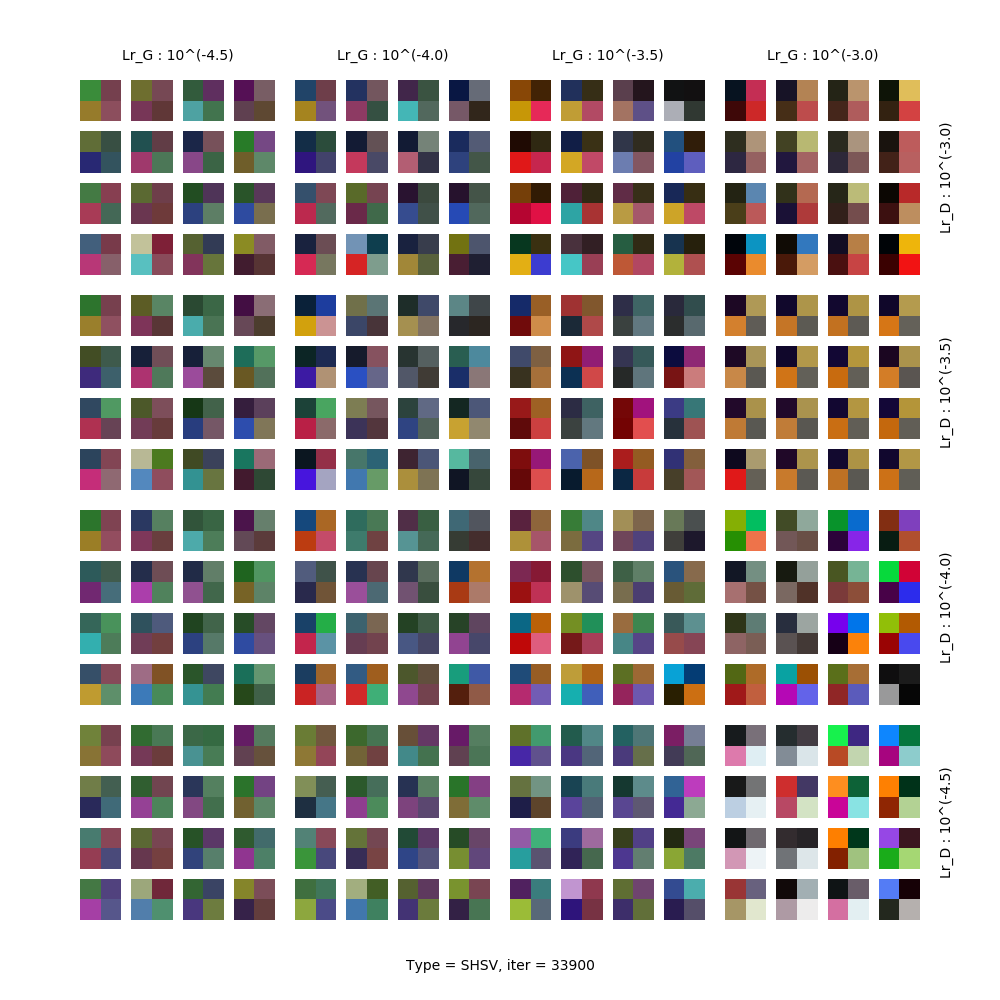 Lr_G : 10^(-4.5)
Lr_G : 10^(-4.0)
Lr_G : 10^(-3.5)
Lr_G : 10^(-3.0)
Lr_D : 10^(-3.0)
Lr_D : 10^(-3.5)
Lr_D : 10^(-4.0)
Lr_D : 10^(-4.5)
Type = SHSV, iter = 33900